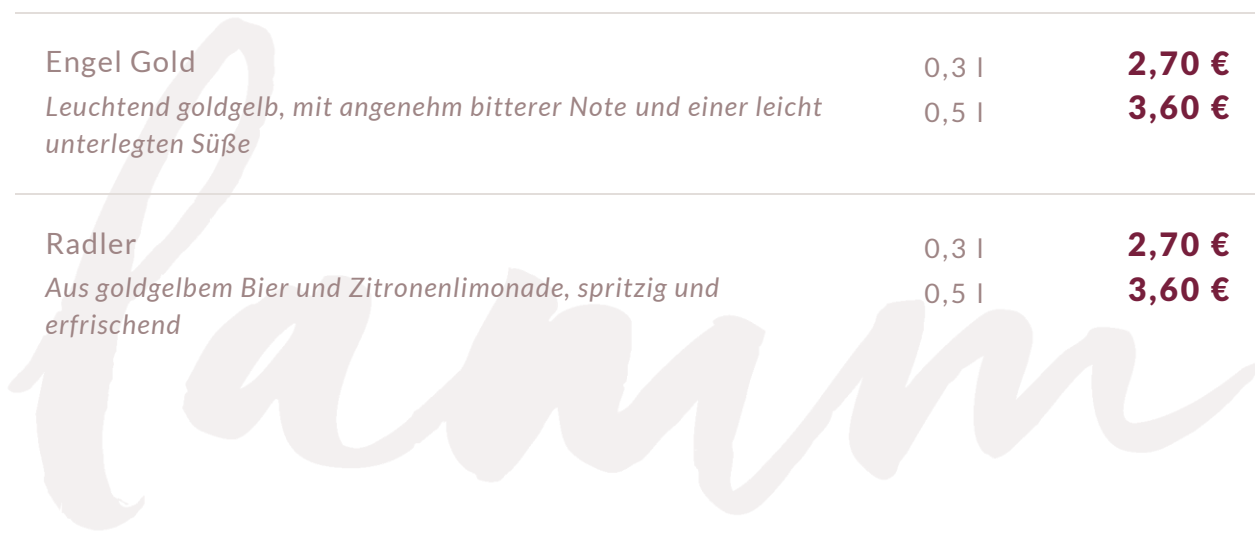 Engel Gold 0,3 l 2,70 €
Leuchtend goldgelb, mit angenehm bitterer Note und einer leicht 0,5 l 3,60 €
unterlegten Süße
Radler 0,3 l 2,70 €
Aus goldgelbem Bier und Zitronenlimonade, spritzig und 0,5 l 3,60 €
erfrischend
lamm